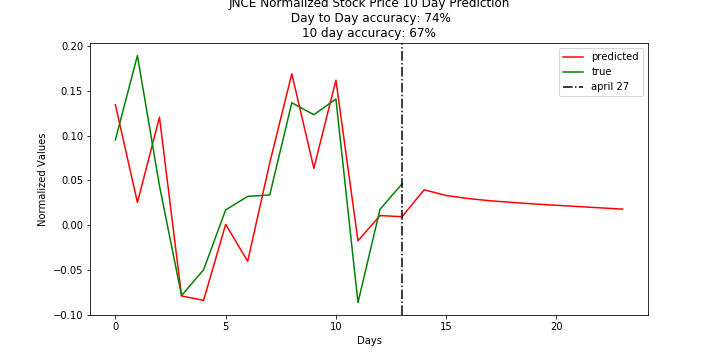 JNCE Normalized Stock Price 10 Day Prediction
Day to Day accuracy: 74%
10 day accuracy: 67%
predicted
true
april 27
Normalized Values
0.20
0.15
0.10
0.05
0.00
−0.05
−0.10
0
5
10
15
20
Days